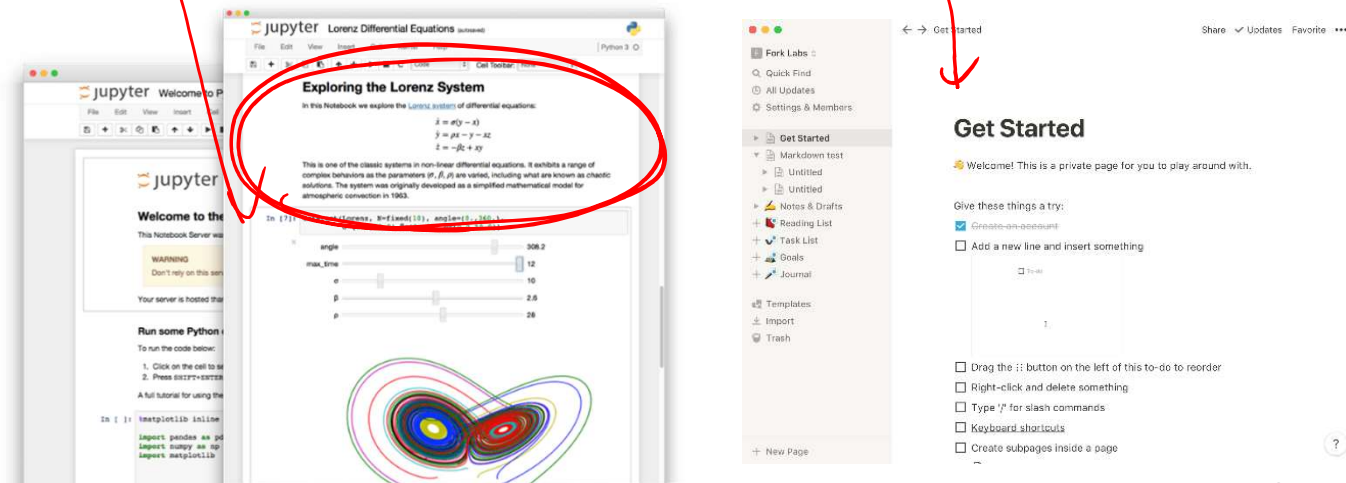 jupyter Welcome to P
File Edit View Insert Cell
jupyter
Welcome to the
This Notebook Server was
WARNING
Don't rely on this serv
Your server is hosted than
Run some Python
To run the code below:
1. Click on the cell to se
2. Press SHIFT+ENTER
A full tutorial for using the
In [ ]: %matplotlib inline
import pandas as pd
import numpy as np
import matplotlib
jupyter Lorenz Differential Equations (autosaved)
File Edit View Insert
Python 3
Code Cell Toolbar: None
Exploring the Lorenz System
In this Notebook we explore the Lorenz system of differential equations:
ẋ = σ(y − x)
ẏ = ρx − y − xz
ż = −βz + xy
This is one of the classic systems in non-linear differential equations. It exhibits a range of
complex behaviors as the parameters (σ, β, ρ) are varied, including what are known as chaotic
solutions. The system was originally developed as a simplified mathematical model for
atmospheric convection in 1963.
In [7]: interact(Lorenz, N=fixed(10), angle=(0.,360.),
angle 308.2
max_time 12
σ 10
β 2.6
ρ 28
Fork Labs
Quick Find
All Updates
Settings & Members
Get Started
Markdown test
Untitled
Untitled
Notes & Drafts
Reading List
Task List
Goals
Journal
Templates
Import
Trash
+ New Page
← → Get Started
Share ✓ Updates Favorite •••
Get Started
👋 Welcome! This is a private page for you to play around with.
Give these things a try:
Create an account
Add a new line and insert something
To-do
Drag the ⋮⋮ button on the left of this to-do to reorder
Right-click and delete something
Type '/' for slash commands
Keyboard shortcuts
Create subpages inside a page
?